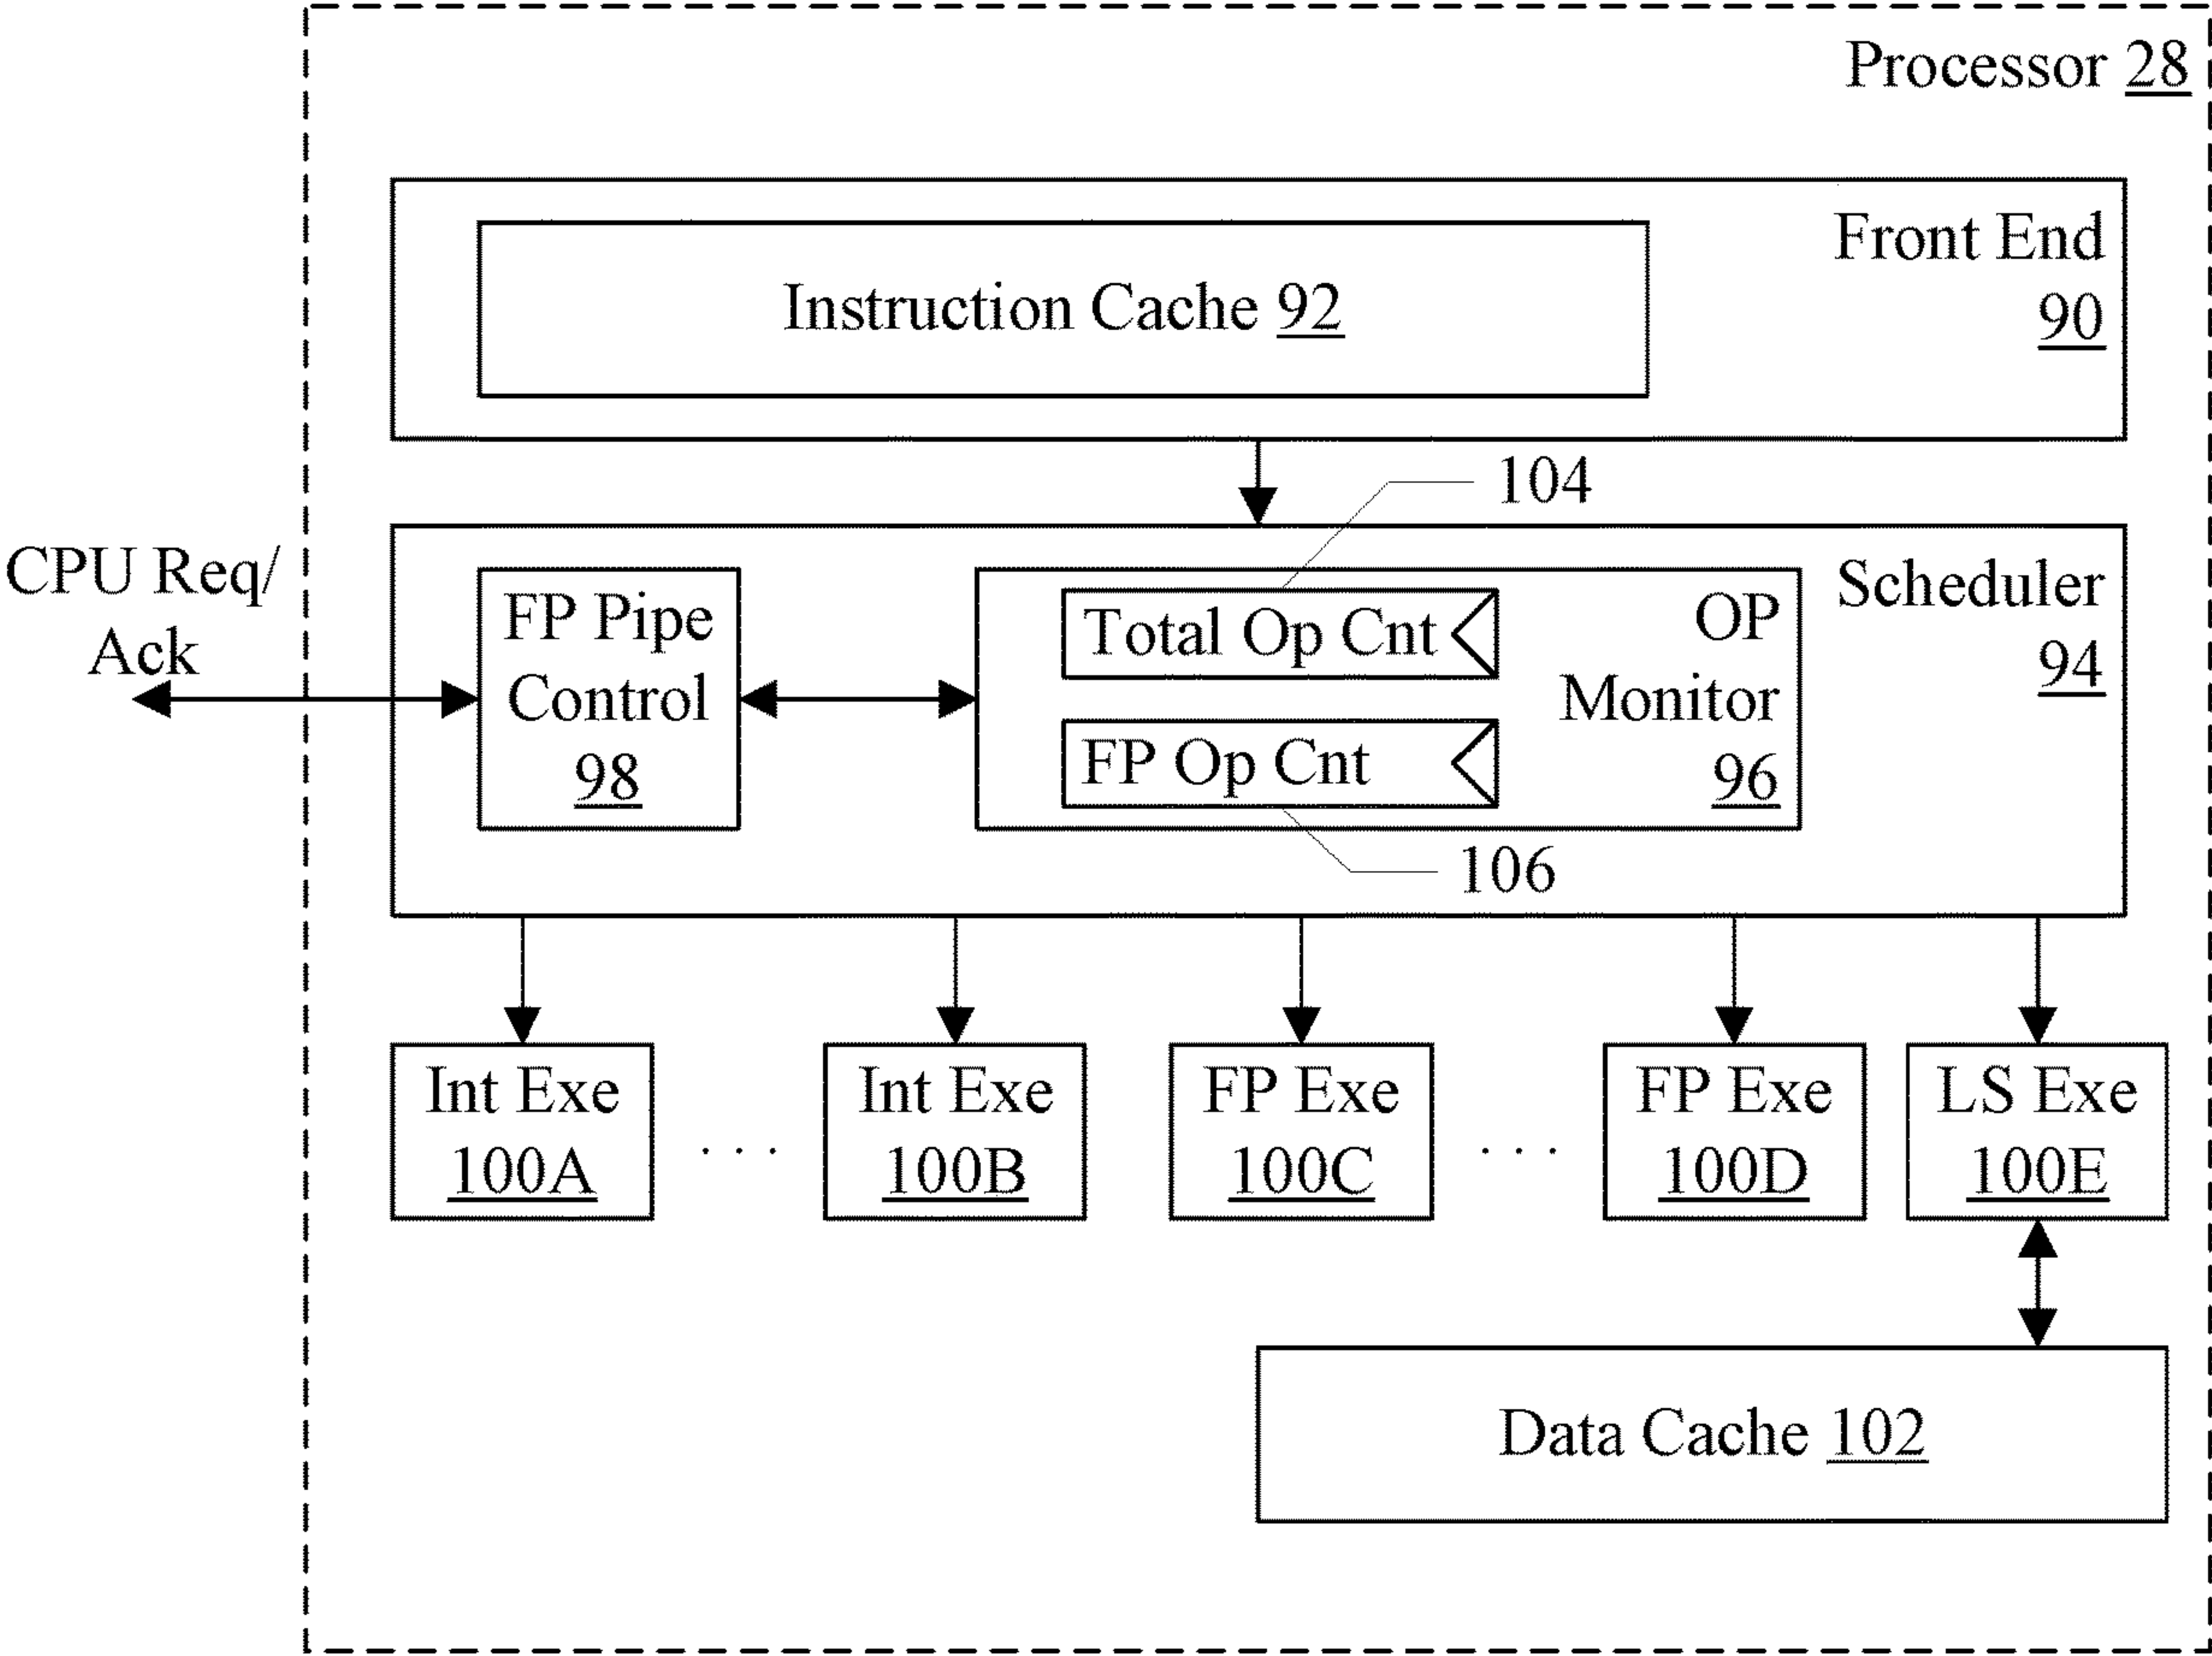 Processor 28
Front End
90
Instruction Cache 92
104
CPU Req/
Ack
FP Pipe
Control
98
Total Op Cnt
FP Op Cnt
OP
Monitor
96
Scheduler
94
106
Int Exe
100A
. . .
Int Exe
100B
FP Exe
100C
. . .
FP Exe
100D
LS Exe
100E
Data Cache 102